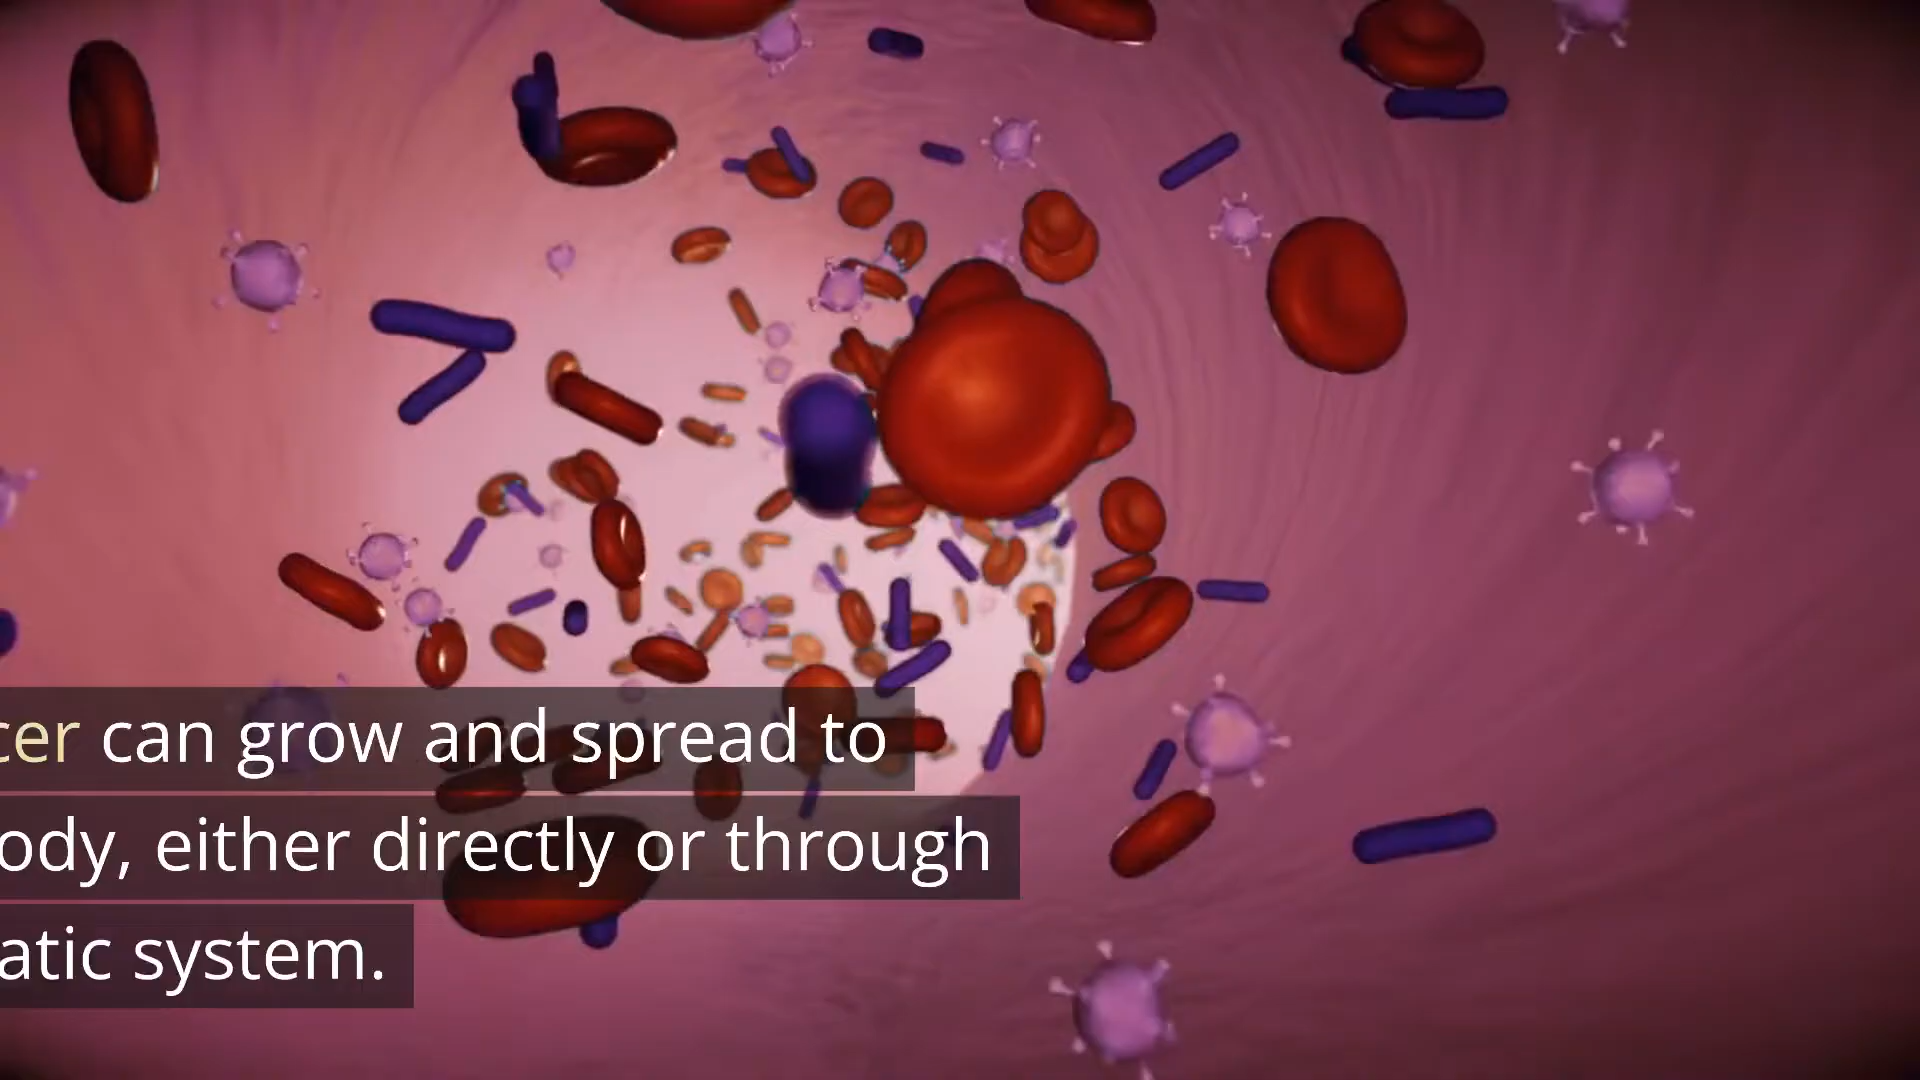 cer can grow and spread to
ody, either directly or through
atic system.